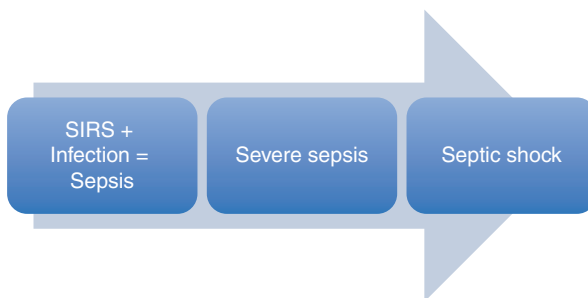 SIRS +
Infection =
Sepsis
Severe sepsis
Septic shock